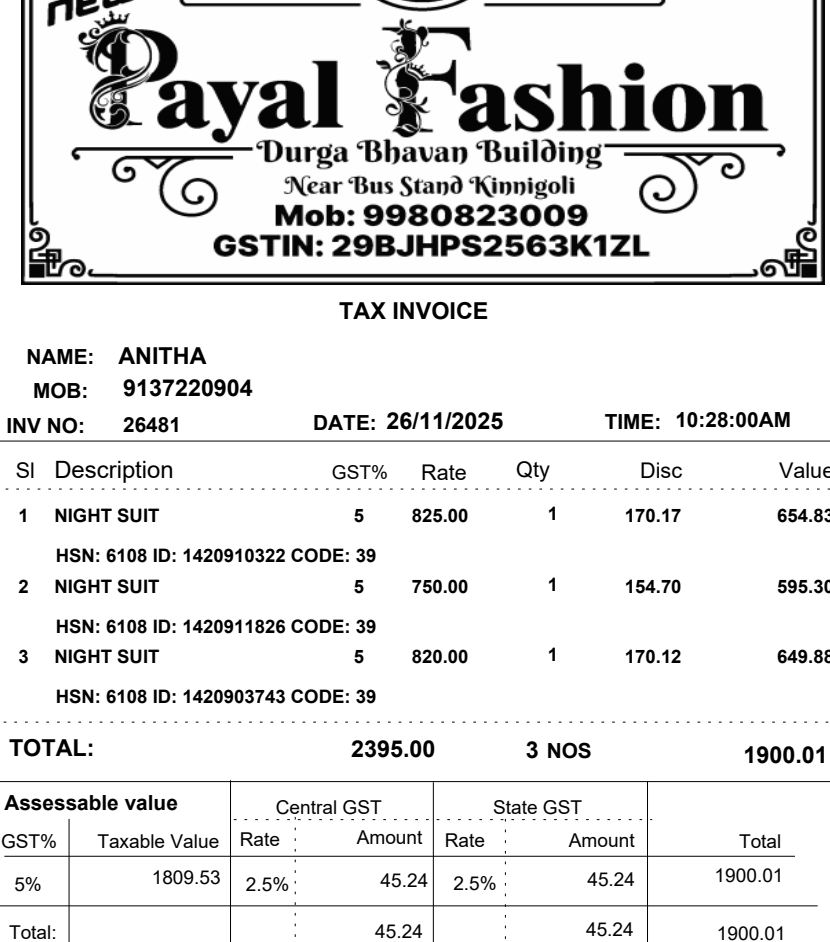 new
Payal Fashion
Durga Bhavan Building
Near Bus Stand Kinnigoli
Mob: 9980823009
GSTIN: 29BJHPS2563K1ZL
TAX INVOICE
NAME: ANITHA
MOB: 9137220904
INV NO: 26481 DATE: 26/11/2025 TIME: 10:28:00AM
Sl Description GST% Rate Qty Disc Value
1 NIGHT SUIT 5 825.00 1 170.17 654.83
HSN: 6108 ID: 1420910322 CODE: 39
2 NIGHT SUIT 5 750.00 1 154.70 595.30
HSN: 6108 ID: 1420911826 CODE: 39
3 NIGHT SUIT 5 820.00 1 170.12 649.88
HSN: 6108 ID: 1420903743 CODE: 39
TOTAL: 2395.00 3 NOS 1900.01
Assessable value Central GST State GST
GST% Taxable Value Rate Amount Rate Amount Total
5% 1809.53 2.5% 45.24 2.5% 45.24 1900.01
Total: 45.24 45.24 1900.01